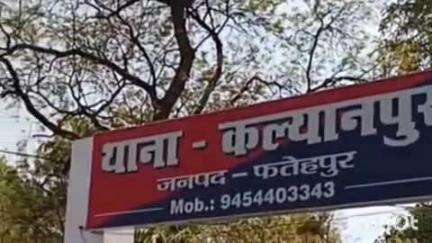 थाना - कल्यानपुर
जनपद – फतेहपुर
Mob.: 9454403343